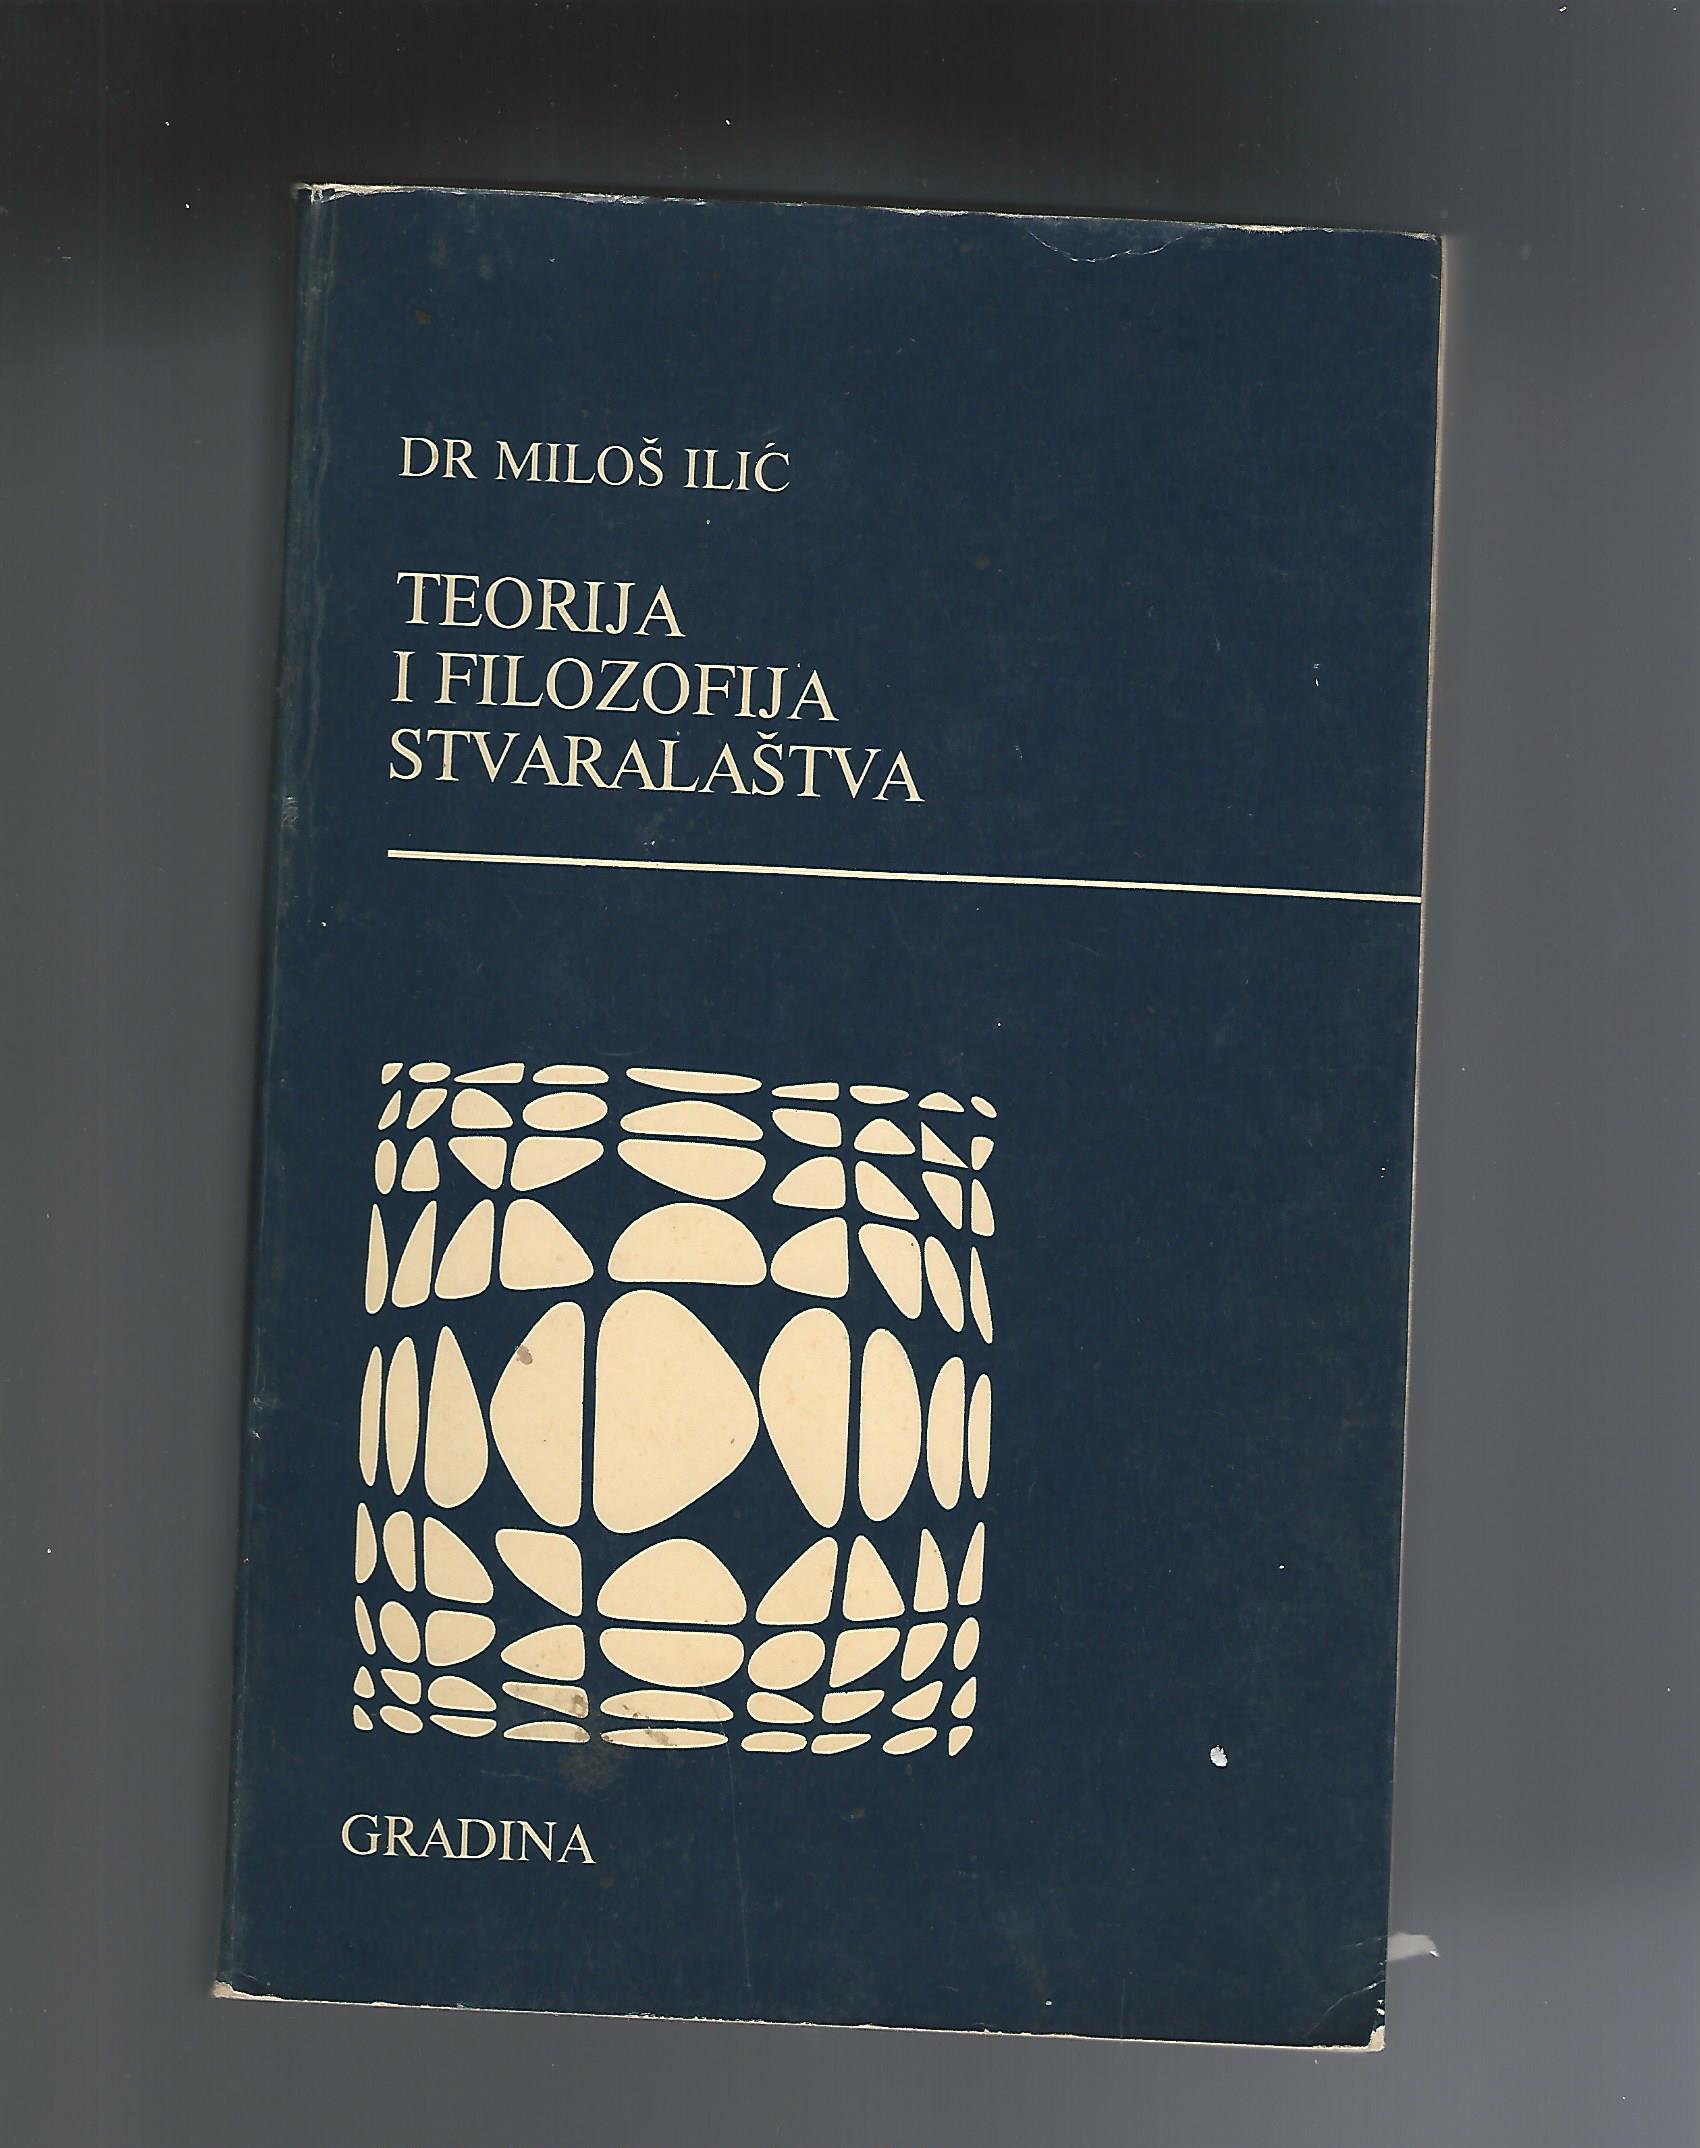 DR MILOŠ ILIĆ
TEORIJA
I FILOZOFIJA
STVARALAŠTVA
GRADINA